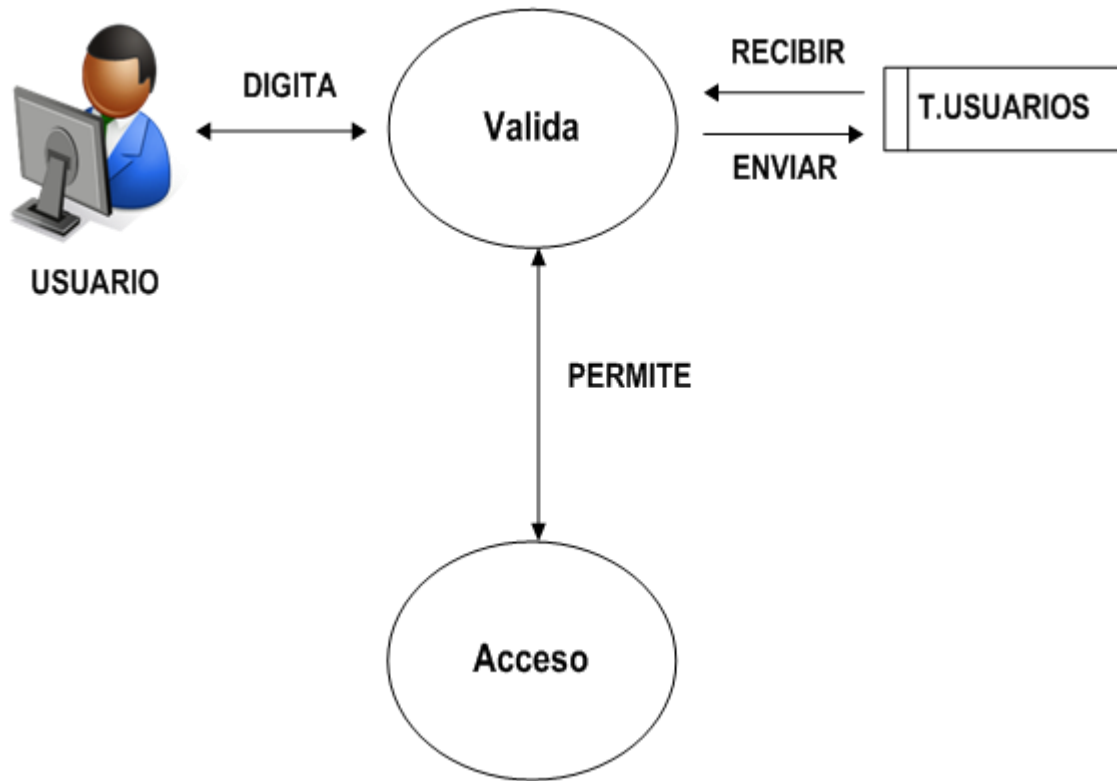 DIGITA
Valida
RECIBIR
T.USUARIOS
ENVIAR
USUARIO
PERMITE
Acceso